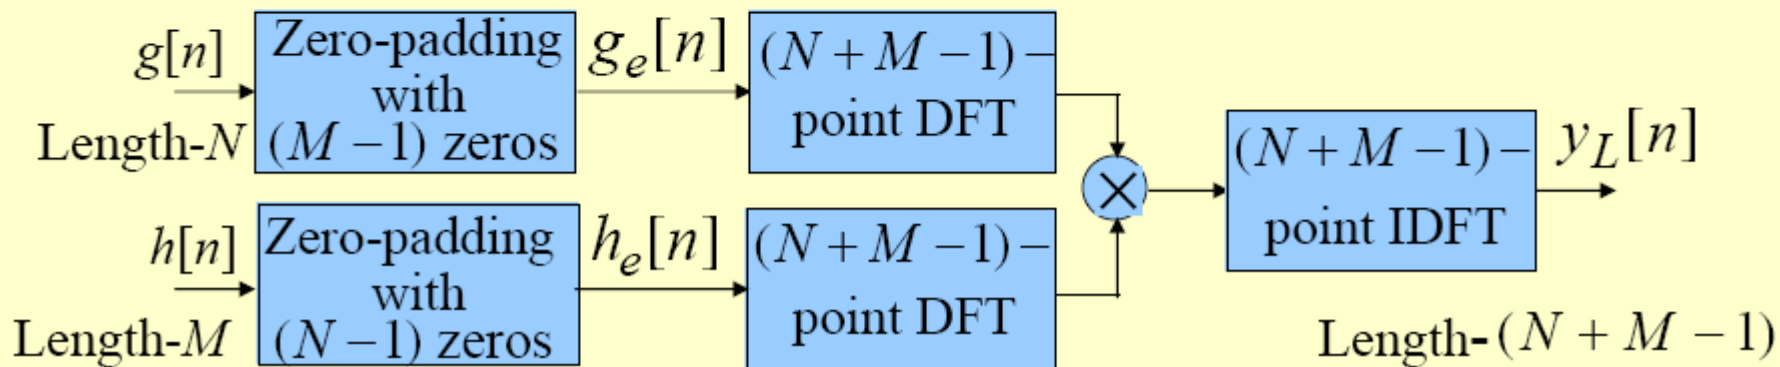 g[n]
Length-N
Zero-padding
with
(M – 1) zeros
g_e[n]
(N + M – 1) –
point DFT
h[n]
Length-M
Zero-padding
with
(N – 1) zeros
h_e[n]
(N + M – 1) –
point DFT
×
(N + M – 1) –
point IDFT
y_L[n]
Length-(N + M – 1)